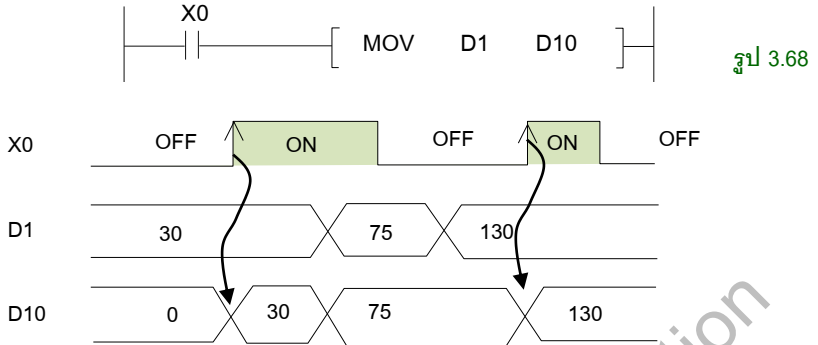 X0
MOV D1 D10
รูป 3.68
X0 OFF ON OFF ON OFF
D1 30 75 130
D10 0 30 75 130